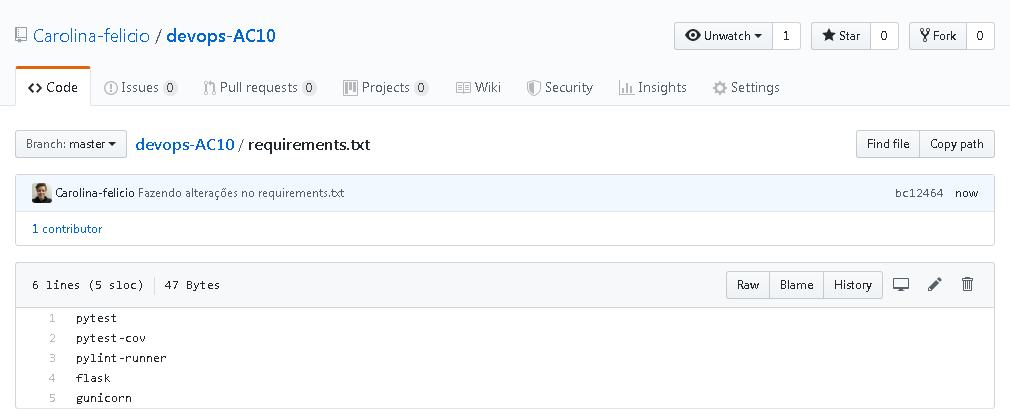 Carolina-felicio / devops-AC10 Unwatch 1 Star 0 Fork 0
Code Issues 0 Pull requests 0 Projects 0 Wiki Security Insights Settings
Branch: master devops-AC10 / requirements.txt Find file Copy path
Carolina-felicio Fazendo alterações no requirements.txt bc12464 now
1 contributor
6 lines (5 sloc) 47 Bytes Raw Blame History
1 pytest
2 pytest-cov
3 pylint-runner
4 flask
5 gunicorn